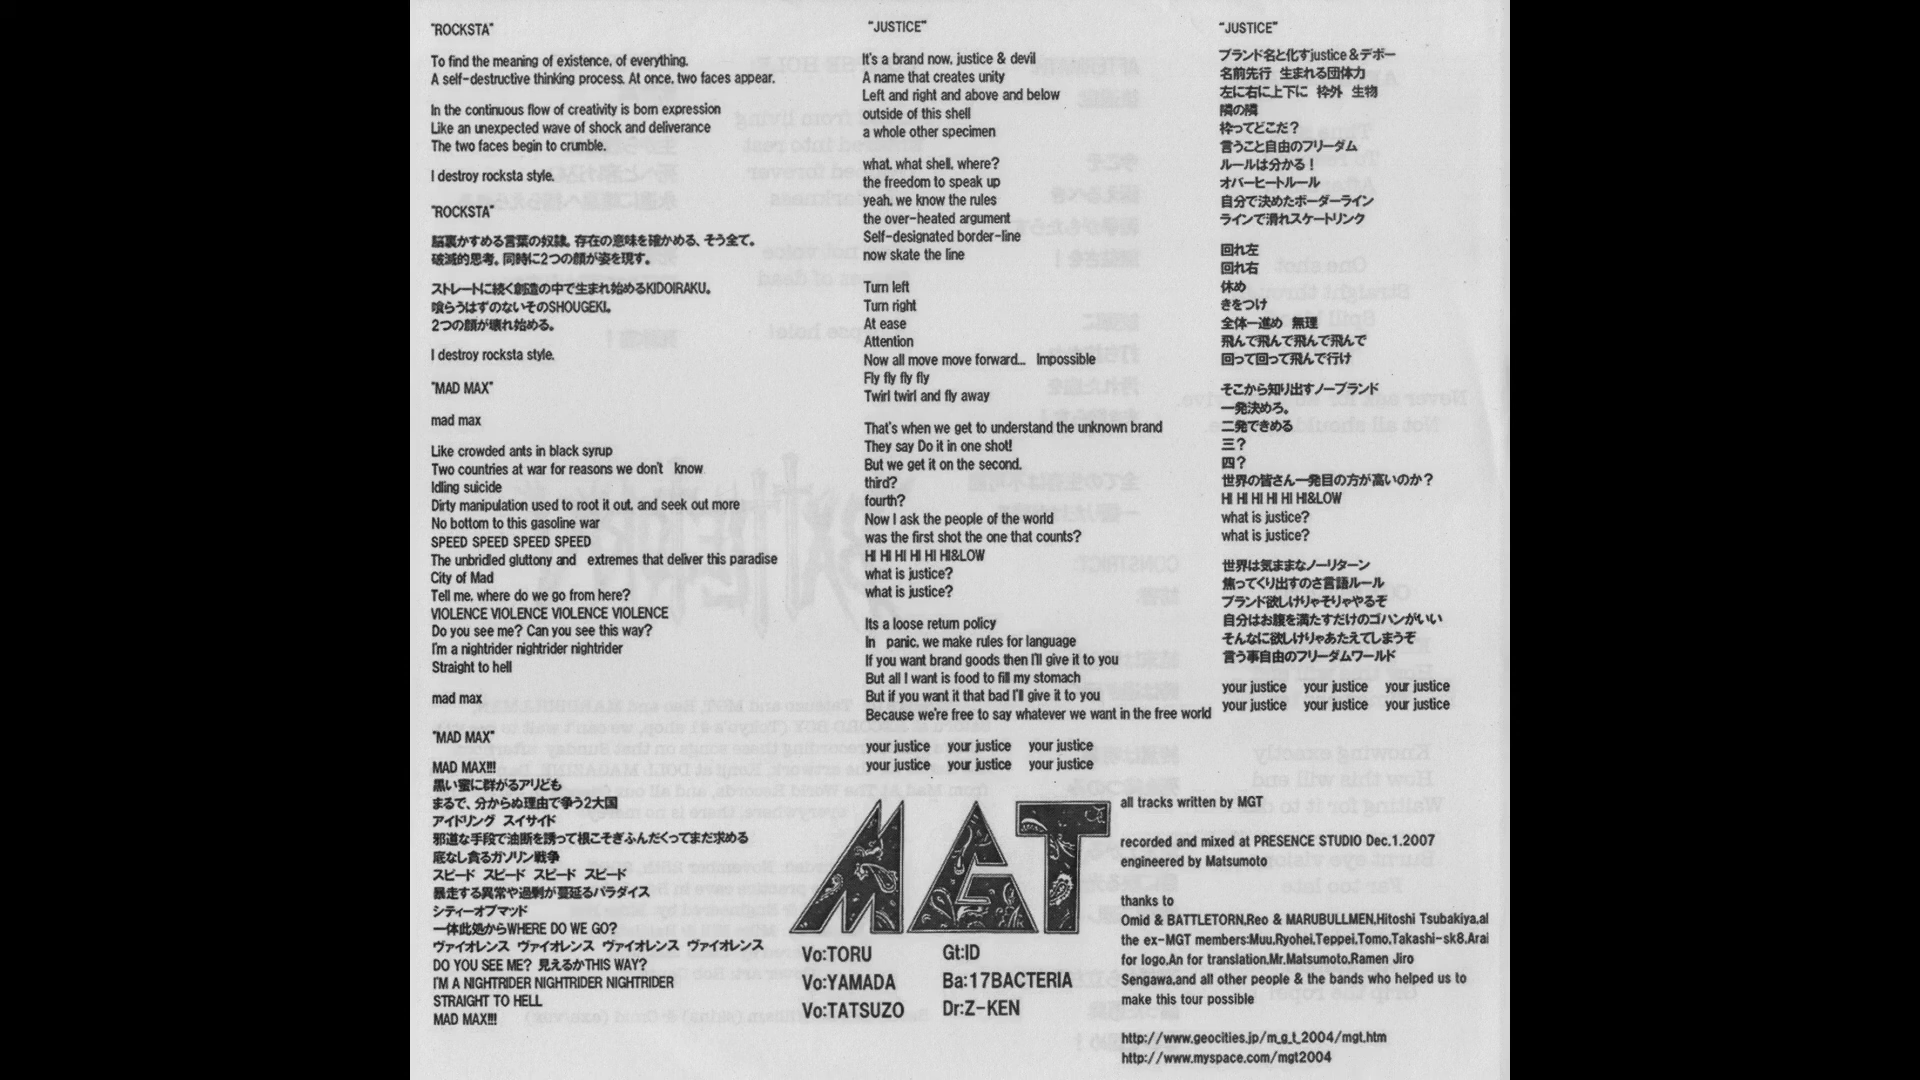 "ROCKSTA"
To find the meaning of existence, of everything.
A self-destructive thinking process. At once, two faces appear.
In the continuous flow of creativity is born expression
Like an unexpected wave of shock and deliverance
The two faces begin to crumble.
I destroy rocksta style.
"ROCKSTA"
脳裏かすめる言葉の奴隷。存在の意味を確かめる、そう全て。
破滅的思考。同時に2つの顔が姿を現す。
ストレートに続く創造の中で生まれ始めるKIDOIRAKU。
喰らうはずのないそのSHOUGEKI。
2つの顔が壊れ始める。
I destroy rocksta style.
"MAD MAX"
mad max
Like crowded ants in black syrup
Two countries at war for reasons we don't know
Idling suicide
Dirty manipulation used to root it out, and seek out more
No bottom to this gasoline war
SPEED SPEED SPEED SPEED
The unbridled gluttony and extremes that deliver this paradise
City of Mad
Tell me, where do we go from here?
VIOLENCE VIOLENCE VIOLENCE VIOLENCE
Do you see me? Can you see this way?
I'm a nightrider nightrider nightrider
Straight to hell
mad max
"MAD MAX"
MAD MAX!!!
黒い蜜に群がるアリども
まるで、分からぬ理由で争う2大国
アイドリング スイサイド
邪道な手段で油断を誘って根こそぎふんだくってまだ求める
底なし貪るガソリン戦争
スピード スピード スピード スピード
暴走する異常や過剰が蔓延るパラダイス
シティーオブマッド
一体此処からWHERE DO WE GO?
ヴァイオレンス ヴァイオレンス ヴァイオレンス ヴァイオレンス
DO YOU SEE ME? 見えるかTHIS WAY?
I'M A NIGHTRIDER NIGHTRIDER NIGHTRIDER
STRAIGHT TO HELL
MAD MAX!!!
"JUSTICE"
It's a brand now, justice & devil
A name that creates unity
Left and right and above and below
outside of this shell
a whole other specimen
what, what shell, where?
the freedom to speak up
yeah, we know the rules
the over-heated argument
Self-designated border-line
now skate the line
Turn left
Turn right
At ease
Attention
Now all move move forward... Impossible
Fly fly fly fly
Twirl twirl and fly away
That's when we get to understand the unknown brand
They say Do it in one shot!
But we get it on the second.
third?
fourth?
Now I ask the people of the world
was the first shot the one that counts?
HI HI HI HI HI HI&LOW
what is justice?
what is justice?
Its a loose return policy
In panic, we make rules for language
If you want brand goods then I'll give it to you
But all I want is food to fill my stomach
But if you want it that bad I'll give it to you
Because we're free to say whatever we want in the free world
your justice your justice your justice
your justice your justice your justice
"JUSTICE"
ブランド名と化すjustice&デボー
名前先行 生まれる団体力
左に右に上下に 枠外 生物
隣の隣
枠ってどこだ?
言うこと自由のフリーダム
ルールは分かる!
オバーヒートルール
自分で決めたボーダーライン
ラインで滑れスケートリンク
回れ左
回れ右
休め
きをつけ
全体一進め 無理
飛んで飛んで飛んで飛んで
回って回って飛んで行け
そこから知り出すノーブランド
一発決めろ。
二発できめる
三?
四?
世界の皆さん一発目の方が高いのか?
HI HI HI HI HI HI&LOW
what is justice?
what is justice?
世界は気ままなノーリターン
焦ってくり出すのさ言語ルール
ブランド欲しけりゃそりゃやるぞ
自分はお腹を満たすだけのゴハンがいい
そんなに欲しけりゃあたえてしまうぞ
言う事自由のフリーダムワールド
your justice your justice your justice
your justice your justice your justice
MGT
Vo:TORU
Vo:YAMADA
Vo:TATSUZO
Gt:ID
Ba:17BACTERIA
Dr:Z-KEN
all tracks written by MGT
recorded and mixed at PRESENCE STUDIO Dec.1.2007
engineered by Matsumoto
thanks to
Omid & BATTLETORN,Reo & MARUBULLMEN,Hitoshi Tsubakiya,al
the ex-MGT members:Muu,Ryohei,Teppei,Tomo,Takashi-sk8,Arai
for logo,An for translation,Mr.Matsumoto,Ramen Jiro
Sengawa,and all other people & the bands who helped us to
make this tour possible
http://www.geocities.jp/m_g_t_2004/mgt.htm
http://www.myspace.com/mgt2004